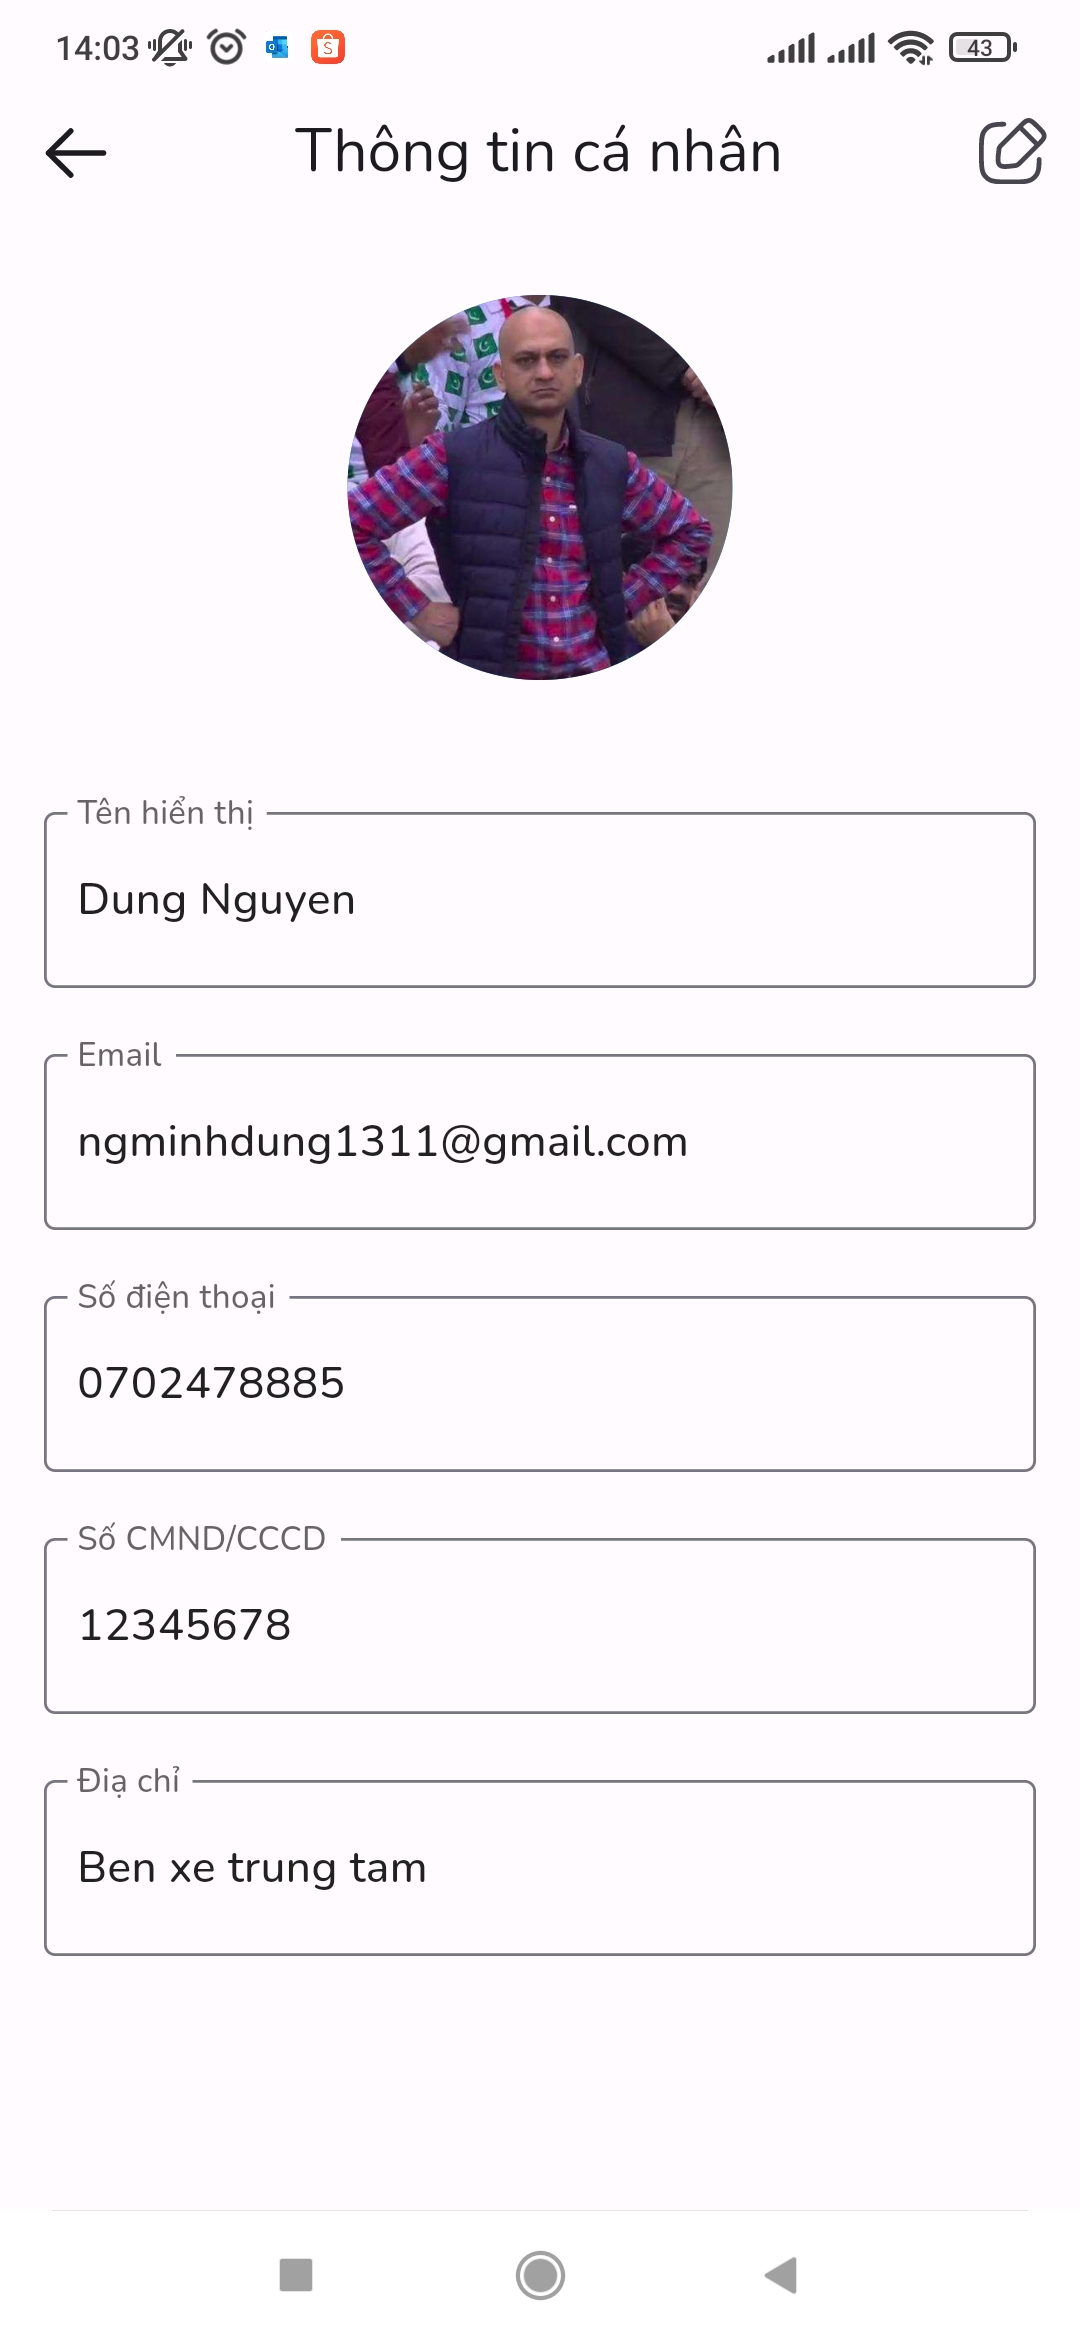 14:03
43
Thông tin cá nhân
Tên hiển thị
Dung Nguyen
Email
ngminhdung1311@gmail.com
Số điện thoại
0702478885
Số CMND/CCCD
12345678
Địa chỉ
Ben xe trung tam